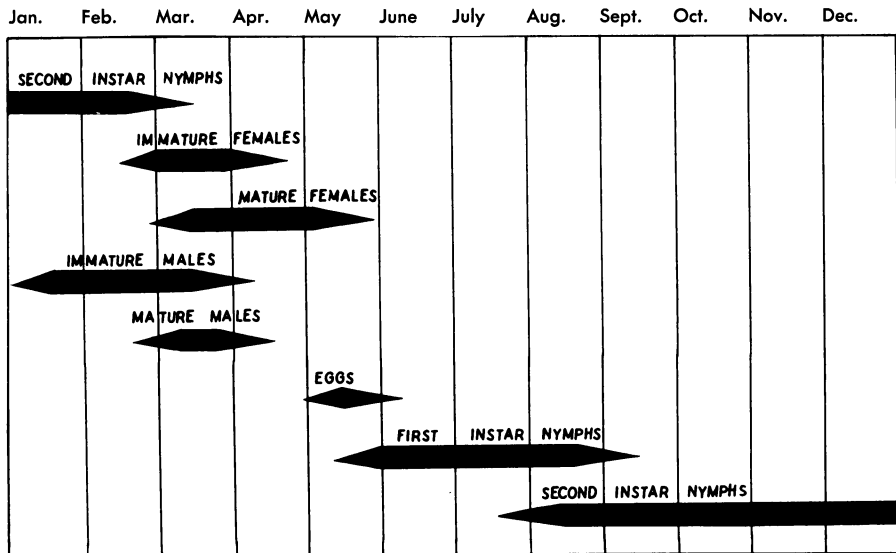 Jan. Feb. Mar. Apr. May June July Aug. Sept. Oct. Nov. Dec.
SECOND INSTAR NYMPHS
IMMATURE FEMALES
MATURE FEMALES
IMMATURE MALES
MATURE MALES
EGGS
FIRST INSTAR NYMPHS
SECOND INSTAR NYMPHS